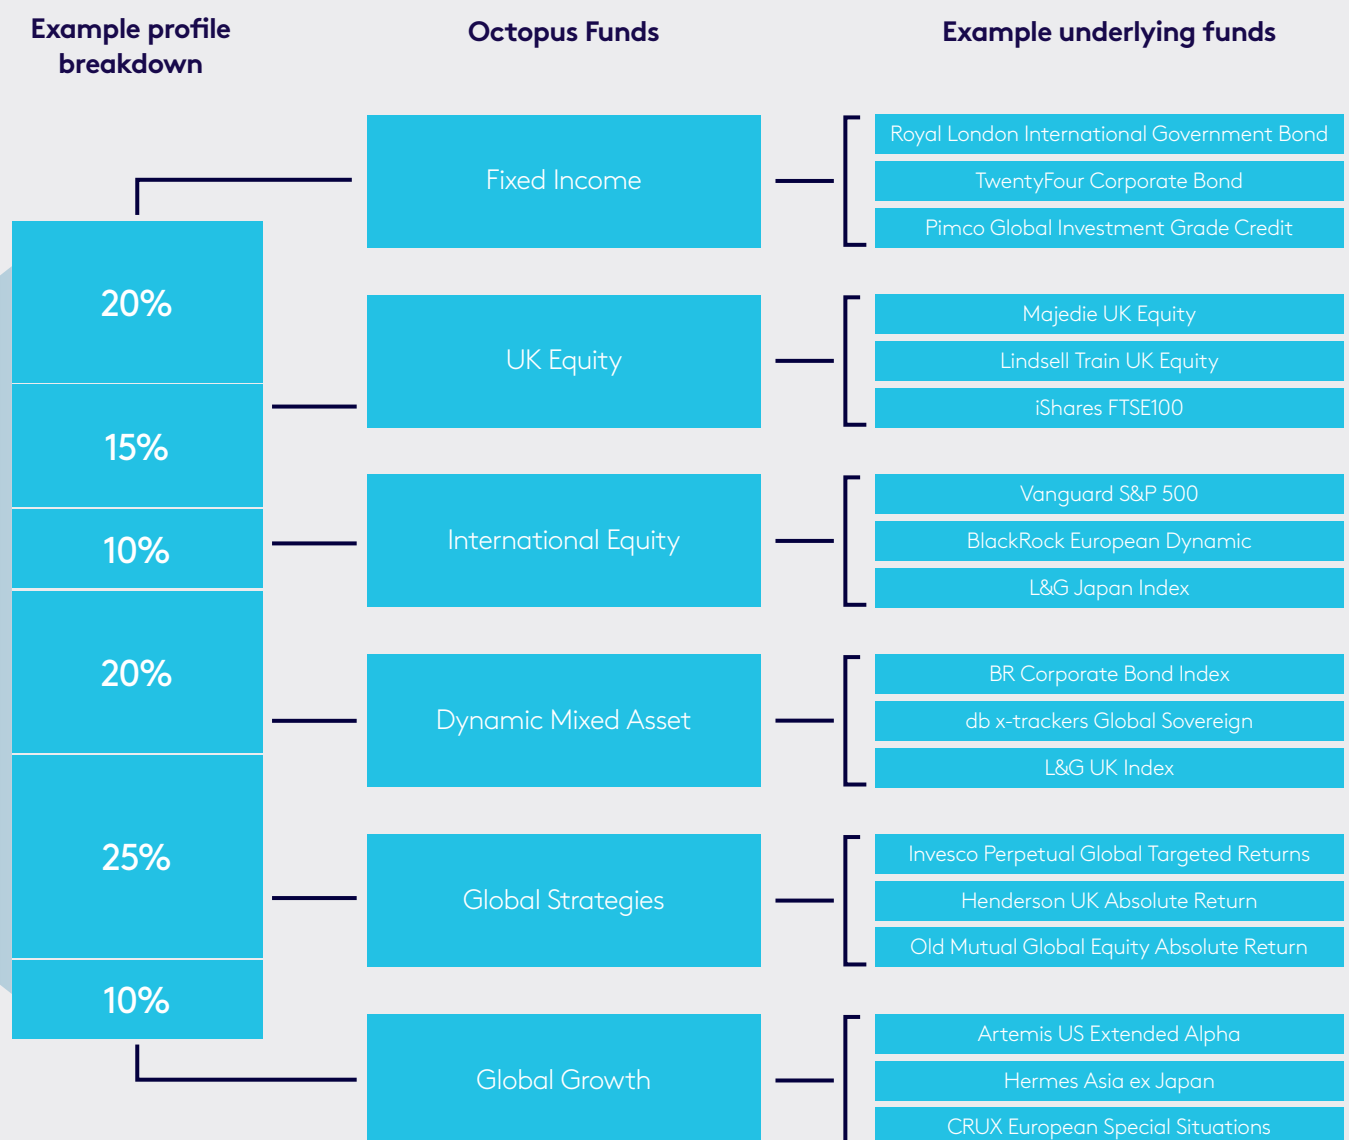 Example profile
breakdown
Octopus Funds
Example underlying funds
20%
15%
10%
20%
25%
10%
Fixed Income
Royal London International Government Bond
TwentyFour Corporate Bond
Pimco Global Investment Grade Credit
UK Equity
Majedie UK Equity
Lindsell Train UK Equity
iShares FTSE100
International Equity
Vanguard S&P 500
BlackRock European Dynamic
L&G Japan Index
Dynamic Mixed Asset
BR Corporate Bond Index
db x-trackers Global Sovereign
L&G UK Index
Global Strategies
Invesco Perpetual Global Targeted Returns
Henderson UK Absolute Return
Old Mutual Global Equity Absolute Return
Global Growth
Artemis US Extended Alpha
Hermes Asia ex Japan
CRUX European Special Situations